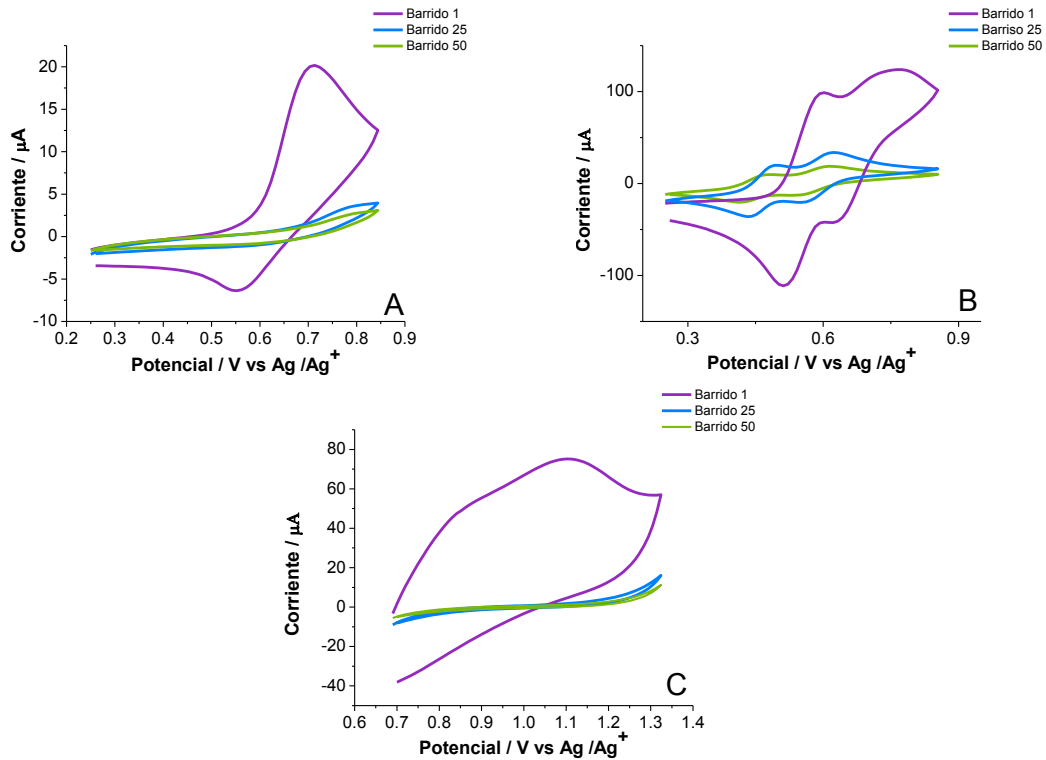 Barrido 1
Barrido 25
Barrido 50
20
15
10
5
0
-5
-10
Corriente / µA
0.2 0.3 0.4 0.5 0.6 0.7 0.8 0.9
Potencial / V vs Ag /Ag+
A
Barrido 1
Barriso 25
Barrido 50
100
0
-100
Corriente / µA
0.3 0.6 0.9
Potencial / V vs Ag /Ag+
B
Barrido 1
Barrido 25
Barrido 50
80
60
40
20
0
-20
-40
Corriente / µA
0.6 0.7 0.8 0.9 1.0 1.1 1.2 1.3 1.4
Potencial / V vs Ag /Ag+
C